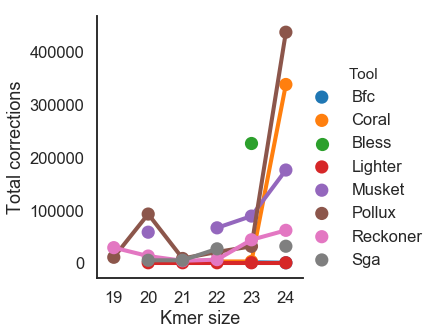 400000
300000
200000
100000
0
Total corrections
19 20 21 22 23 24
Kmer size
Tool
Bfc
Coral
Bless
Lighter
Musket
Pollux
Reckoner
Sga